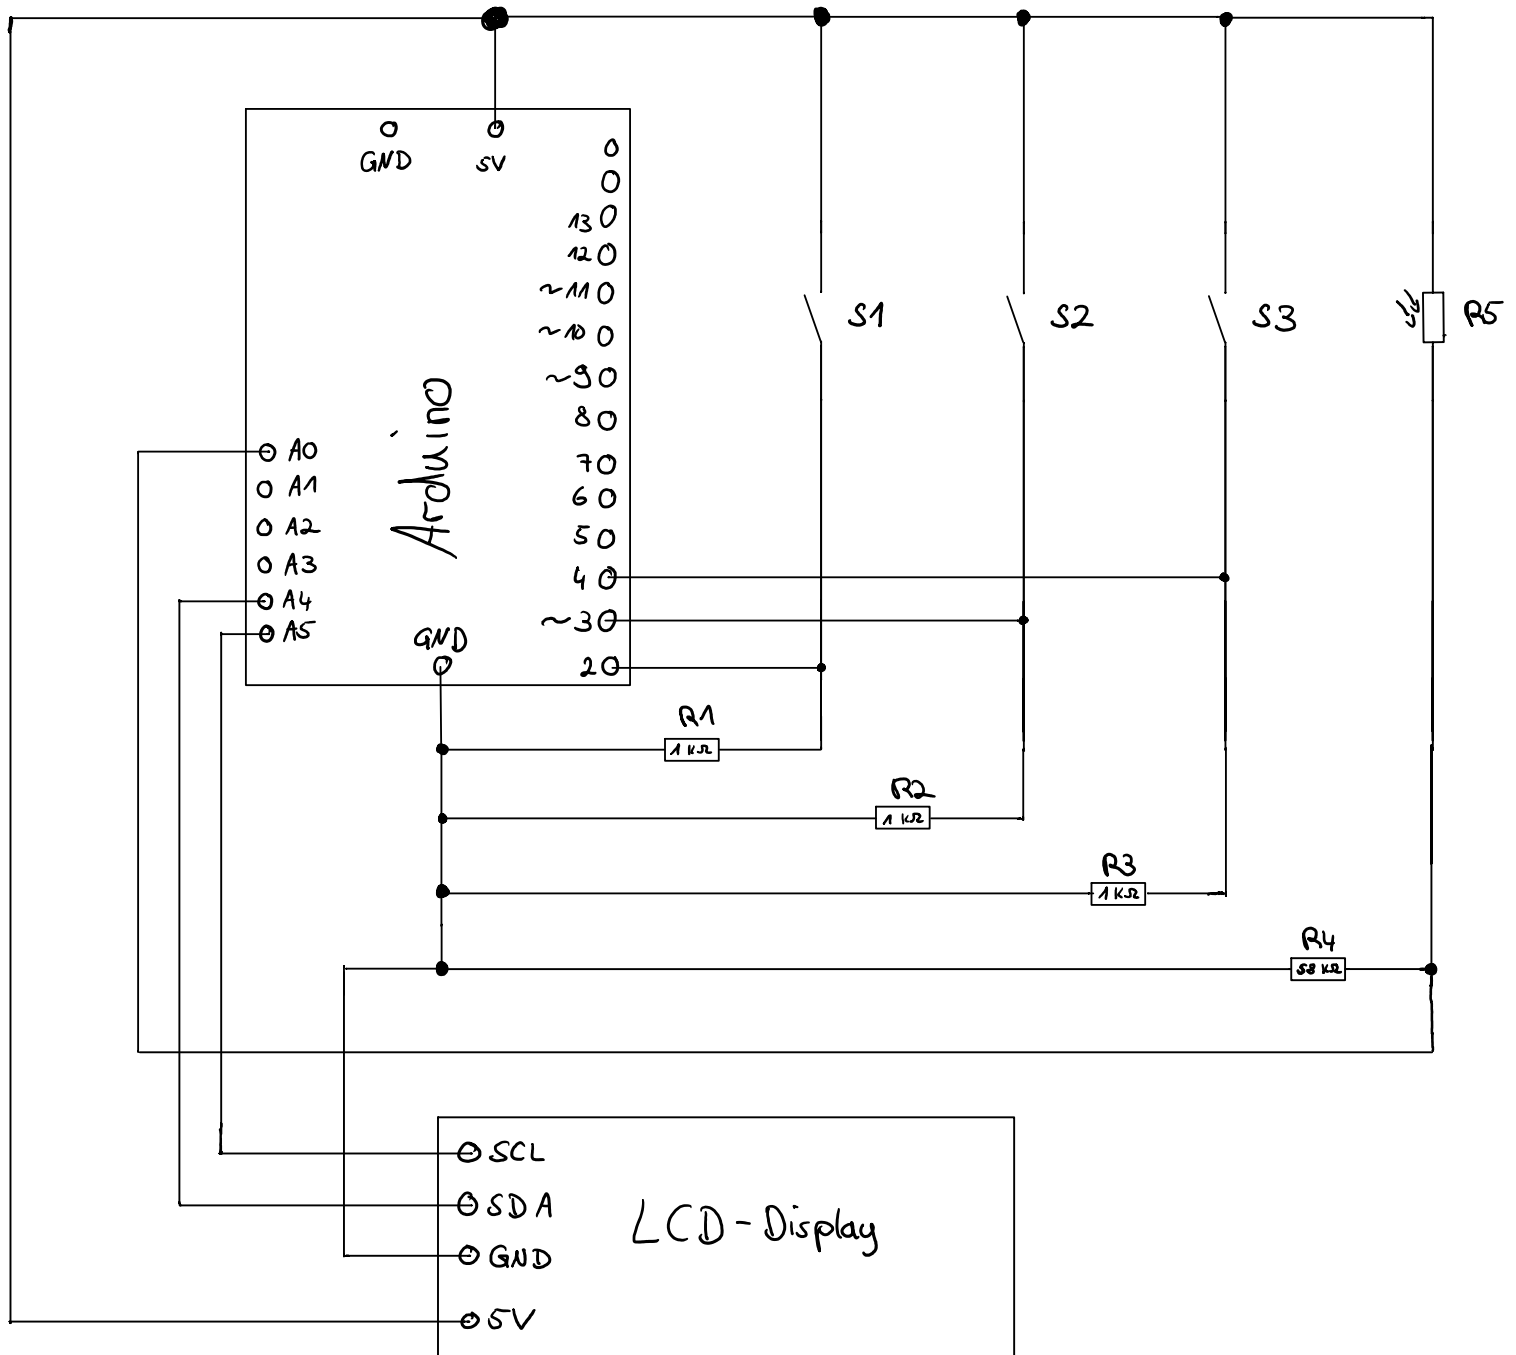 GND
5V
13
12
~11
~10
~9
8
7
6
5
4
~3
2
A0
A1
A2
A3
A4
A5
Arduino
GND
S1
S2
S3
R5
R1
1 kΩ
R2
1 kΩ
R3
1 kΩ
R4
58 kΩ
SCL
SDA
GND
5V
LCD-Display